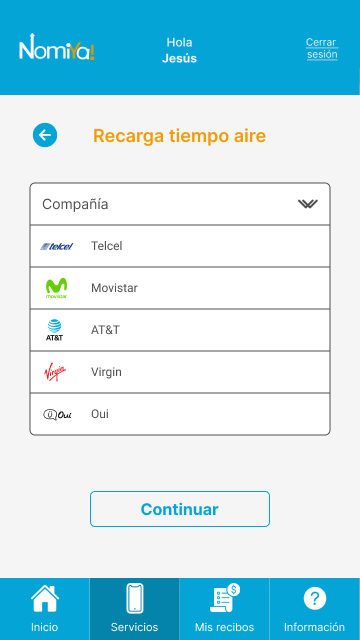 NomiYa!
Hola
Jesús
Cerrar
sesión
Recarga tiempo aire
Compañía
telcel
Telcel
movistar
Movistar
AT&T
AT&T
Virgin
Virgin
Oui
Oui
Continuar
$
Inicio
Servicios
Mis recibos
?
Información